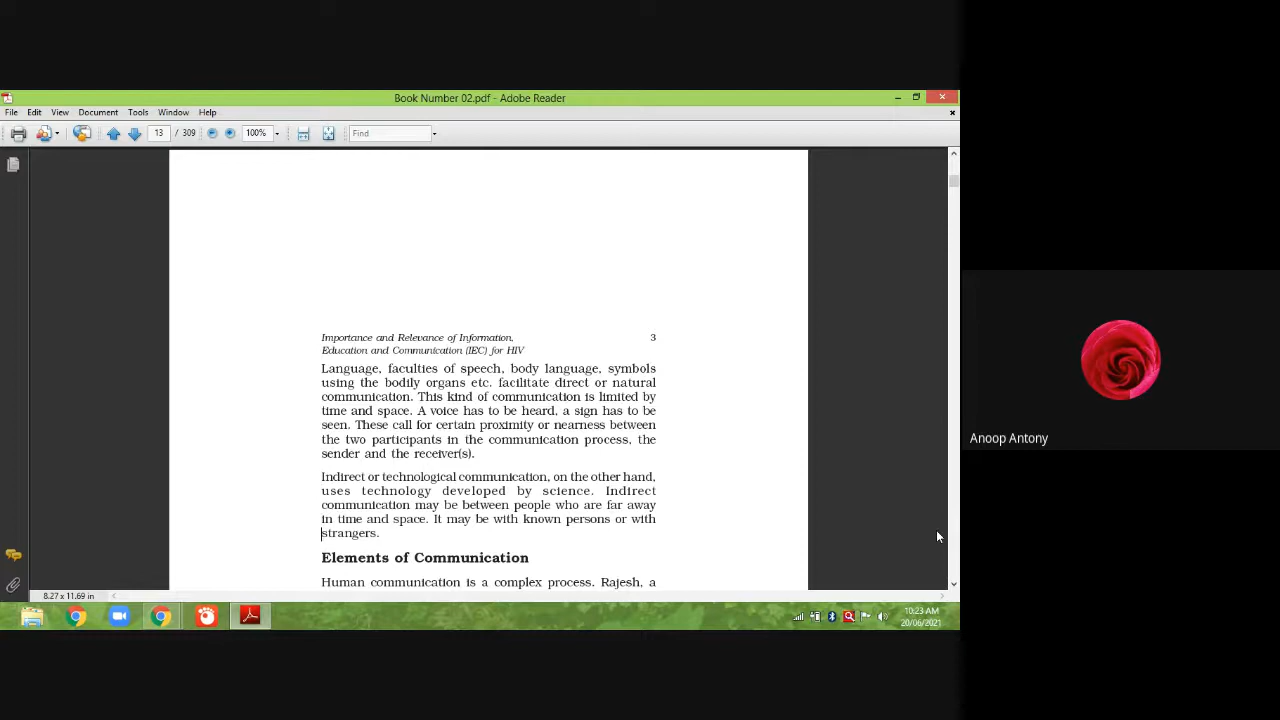 Book Number 02.pdf - Adobe Reader
File Edit View Document Tools Window Help
13 / 309 100% Find
Importance and Relevance of Information, 3
Education and Communication (IEC) for HIV
Language, faculties of speech, body language, symbols
using the bodily organs etc. facilitate direct or natural
communication. This kind of communication is limited by
time and space. A voice has to be heard, a sign has to be
seen. These call for certain proximity or nearness between
the two participants in the communication process, the
sender and the receiver(s).
Indirect or technological communication, on the other hand,
uses technology developed by science. Indirect
communication may be between people who are far away
in time and space. It may be with known persons or with
strangers.
Elements of Communication
Human communication is a complex process. Rajesh, a
8.27 x 11.69 in
10:23 AM
20/06/2021
Anoop Antony